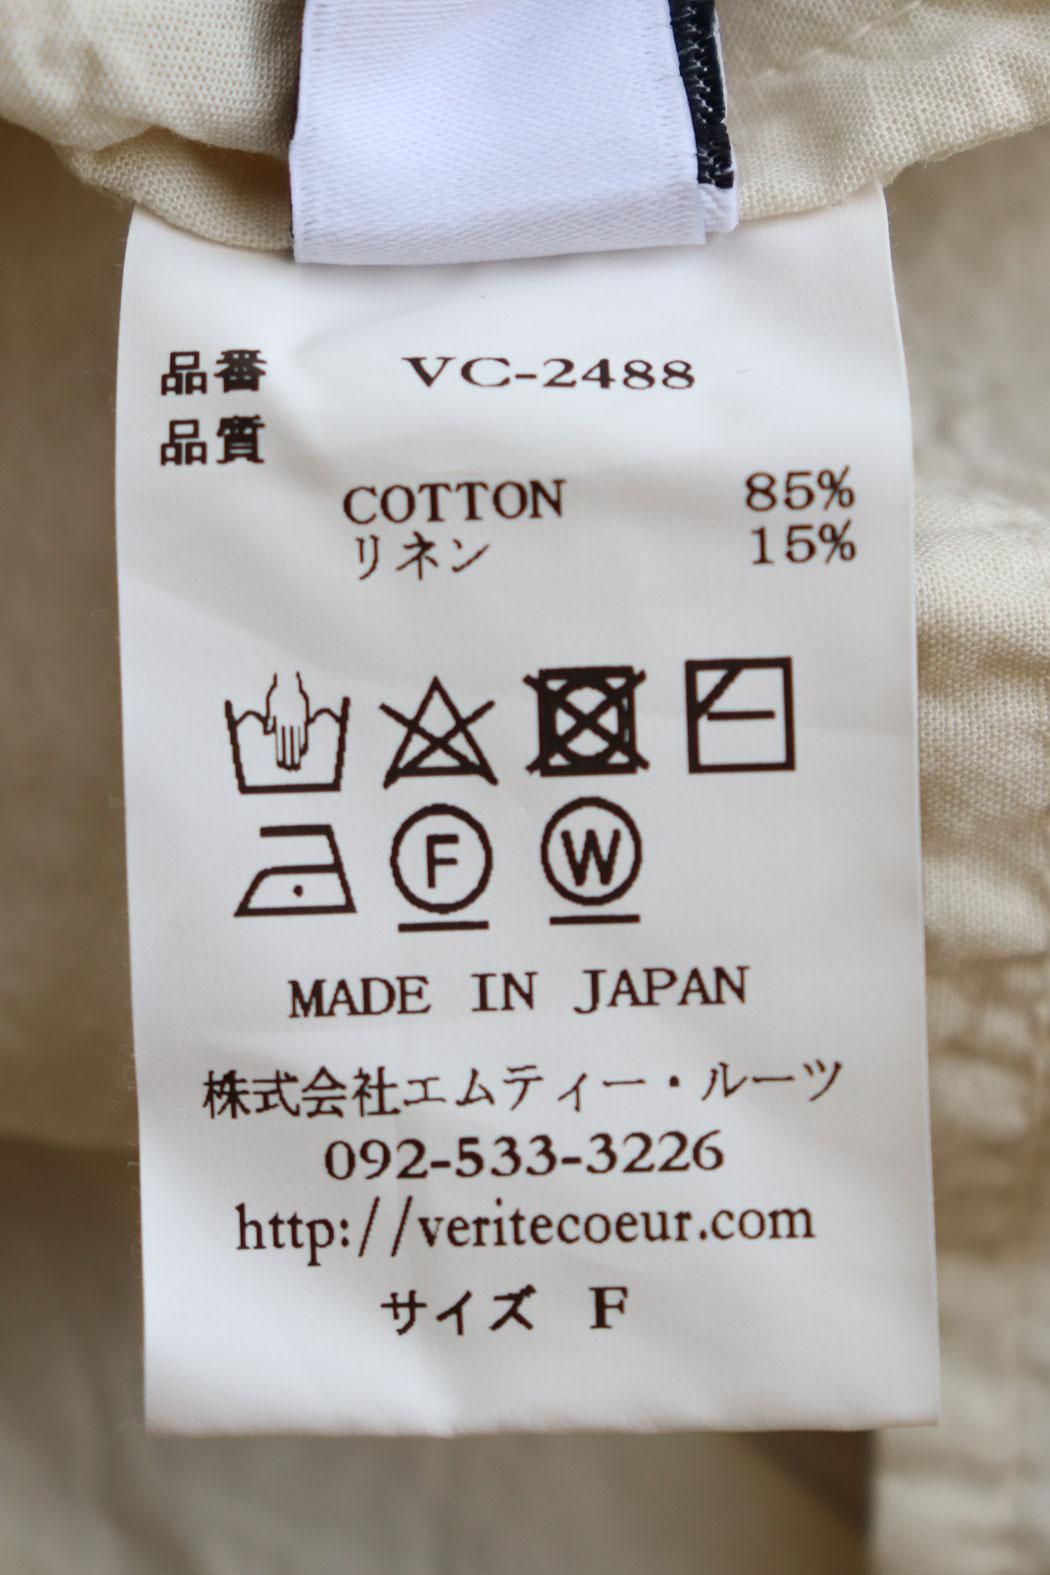 品番 VC-2488
品質
COTTON 85%
リネン 15%
F W
MADE IN JAPAN
株式会社エムティー・ルーツ
092-533-3226
http://veritecoeur.com
サイズ F